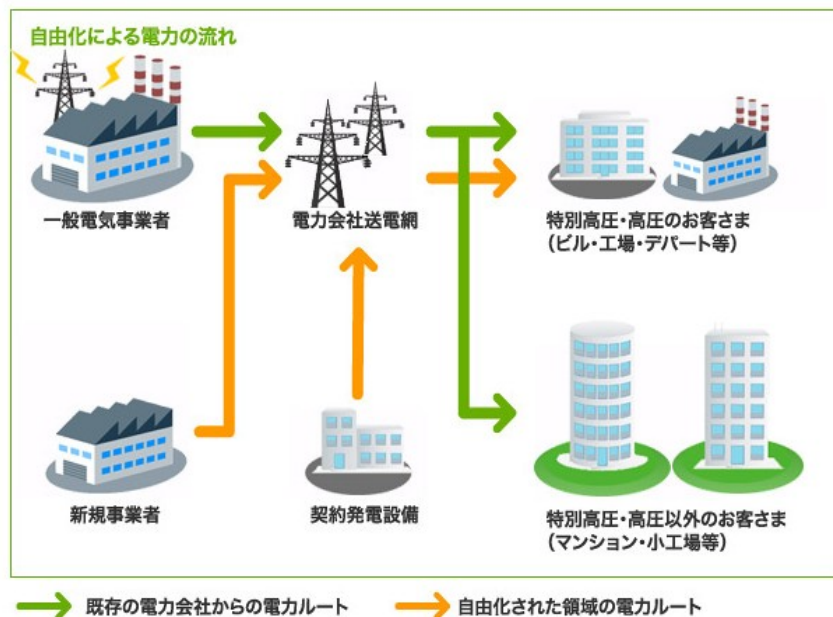 自由化による電力の流れ
一般電気事業者
電力会社送電網
特別高圧・高圧のお客さま
（ビル・工場・デパート等）
新規事業者
契約発電設備
特別高圧・高圧以外のお客さま
（マンション・小工場等）
既存の電力会社からの電力ルート
自由化された領域の電力ルート